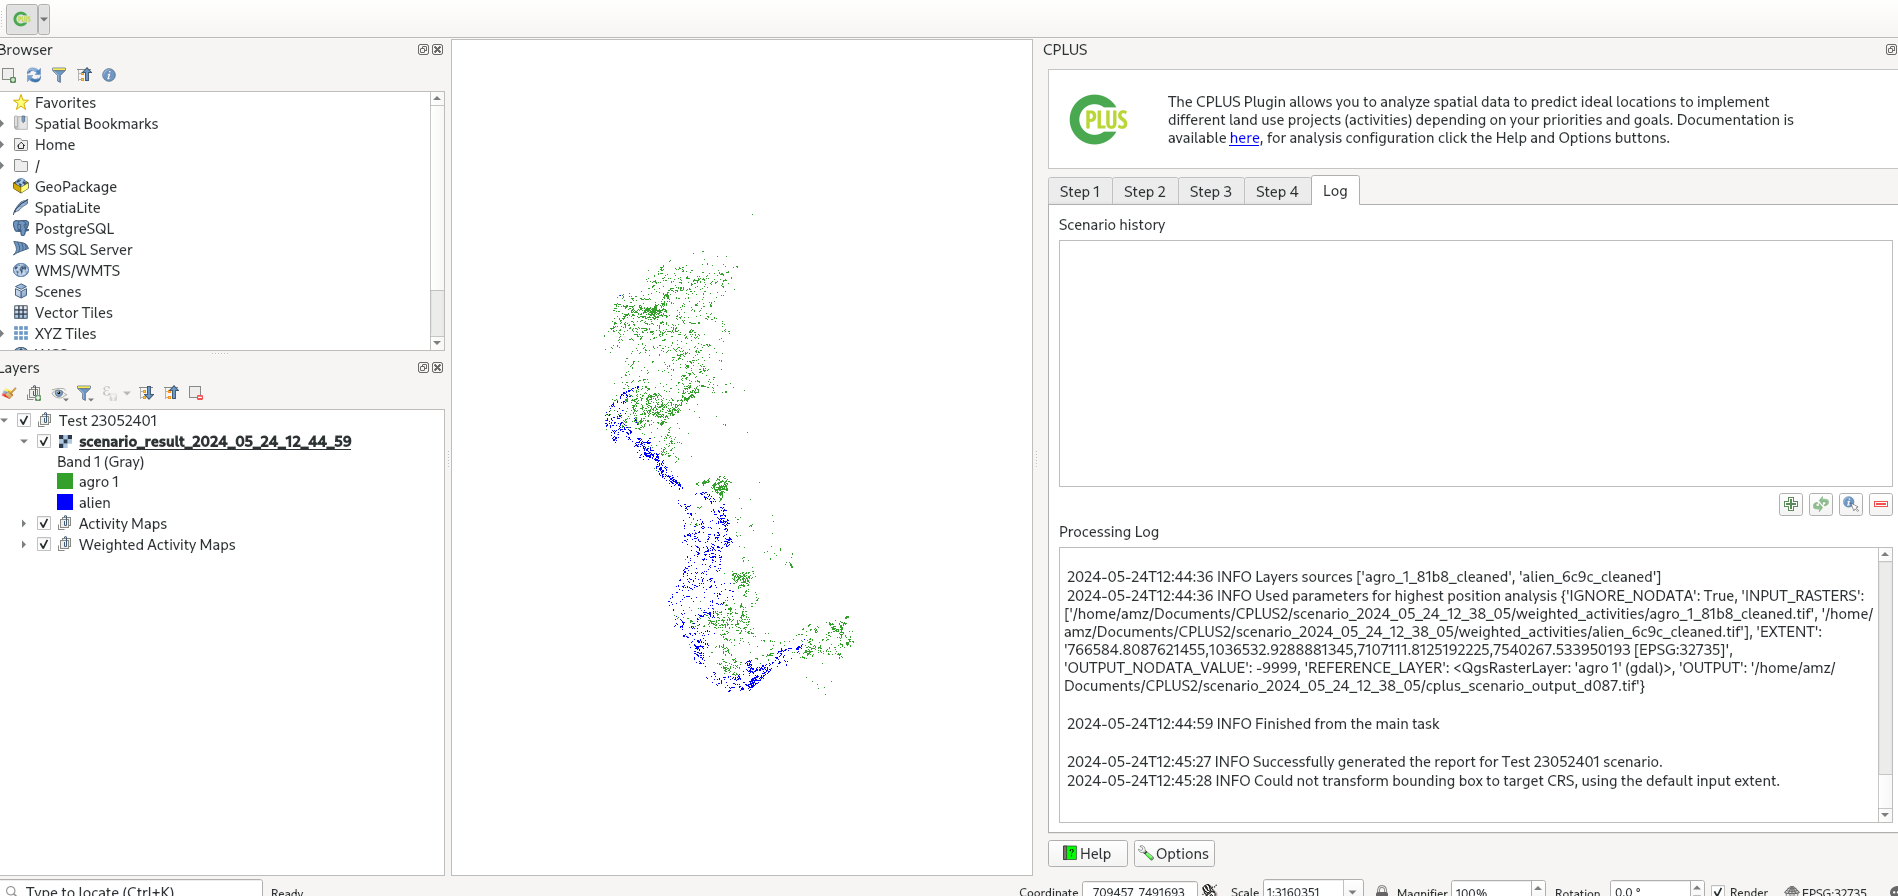 Browser
CPLUS
PLUS
The CPLUS Plugin allows you to analyze spatial data to predict ideal locations to implement
different land use projects (activities) depending on your priorities and goals. Documentation is
available here, for analysis configuration click the Help and Options buttons.
Favorites
Spatial Bookmarks
Home
/
GeoPackage
SpatiaLite
PostgreSQL
MS SQL Server
WMS/WMTS
Scenes
Vector Tiles
XYZ Tiles
Layers
Test 23052401
scenario_result_2024_05_24_12_44_59
Band 1 (Gray)
agro 1
alien
Activity Maps
Weighted Activity Maps
Step 1
Step 2
Step 3
Step 4
Log
Scenario history
Processing Log
2024-05-24T12:44:36 INFO Layers sources ['agro_1_81b8_cleaned', 'alien_6c9c_cleaned']
2024-05-24T12:44:36 INFO Used parameters for highest position analysis {'IGNORE_NODATA': True, 'INPUT_RASTERS':
['/home/amz/Documents/CPLUS2/scenario_2024_05_24_12_38_05/weighted_activities/agro_1_81b8_cleaned.tif', '/home/
amz/Documents/CPLUS2/scenario_2024_05_24_12_38_05/weighted_activities/alien_6c9c_cleaned.tif'], 'EXTENT':
'766584.8087621455,1036532.9288881345,7107111.8125192225,7540267.533950193 [EPSG:32735]',
'OUTPUT_NODATA_VALUE': -9999, 'REFERENCE_LAYER': <QgsRasterLayer: 'agro 1' (gdal)>, 'OUTPUT': '/home/amz/
Documents/CPLUS2/scenario_2024_05_24_12_38_05/cplus_scenario_output_d087.tif'}
2024-05-24T12:44:59 INFO Finished from the main task
2024-05-24T12:45:27 INFO Successfully generated the report for Test 23052401 scenario.
2024-05-24T12:45:28 INFO Could not transform bounding box to target CRS, using the default input extent.
Help
Options
Type to locate (Ctrl+K)
Ready
Coordinate
709457 7491693
Scale
1:3160351
Magnifier
100%
Rotation
0.0 °
Render
EPSG:32735